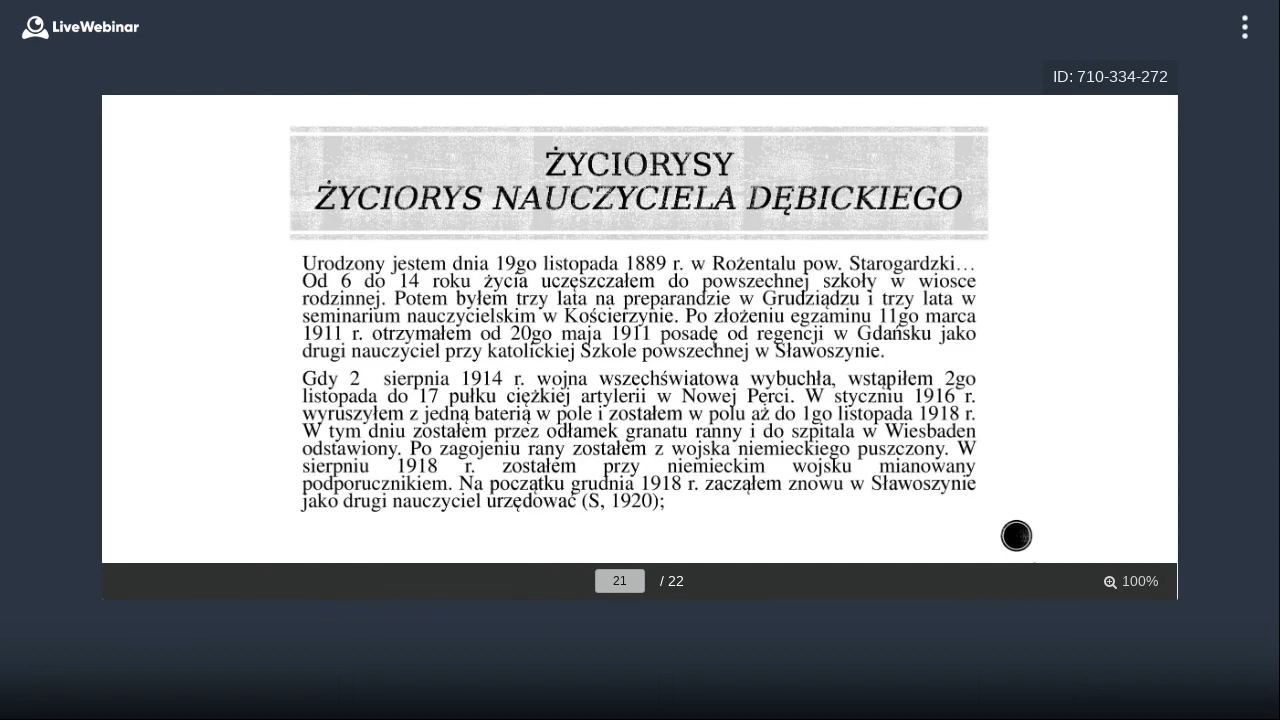 LiveWebinar
ID: 710-334-272
ŻYCIORYSY
ŻYCIORYS NAUCZYCIELA DĘBICKIEGO
Urodzony jestem dnia 19go listopada 1889 r. w Rożentalu pow. Starogardzki…
Od 6 do 14 roku życia uczęszczałem do powszechnej szkoły w wiosce
rodzinnej. Potem byłem trzy lata na preparandzie w Grudziądzu i trzy lata w
seminarium nauczycielskim w Kościerzynie. Po złożeniu egzaminu 11go marca
1911 r. otrzymałem od 20go maja 1911 posadę od regencji w Gdańsku jako
drugi nauczyciel przy katolickiej Szkole powszechnej w Sławoszynie.
Gdy 2 sierpnia 1914 r. wojna wszechświatowa wybuchła, wstąpiłem 2go
listopada do 17 pułku ciężkiej artylerii w Nowej Perci. W styczniu 1916 r.
wyruszyłem z jedną baterią w pole i zostałem w polu aż do 1go listopada 1918 r.
W tym dniu zostałem przez odłamek granatu ranny i do szpitala w Wiesbaden
odstawiony. Po zagojeniu rany zostałem z wojska niemieckiego puszczony. W
sierpniu 1918 r. zostałem przy niemieckim wojsku mianowany
podporucznikiem. Na początku grudnia 1918 r. zacząłem znowu w Sławoszynie
jako drugi nauczyciel urzędować (S, 1920);
21 / 22
100%